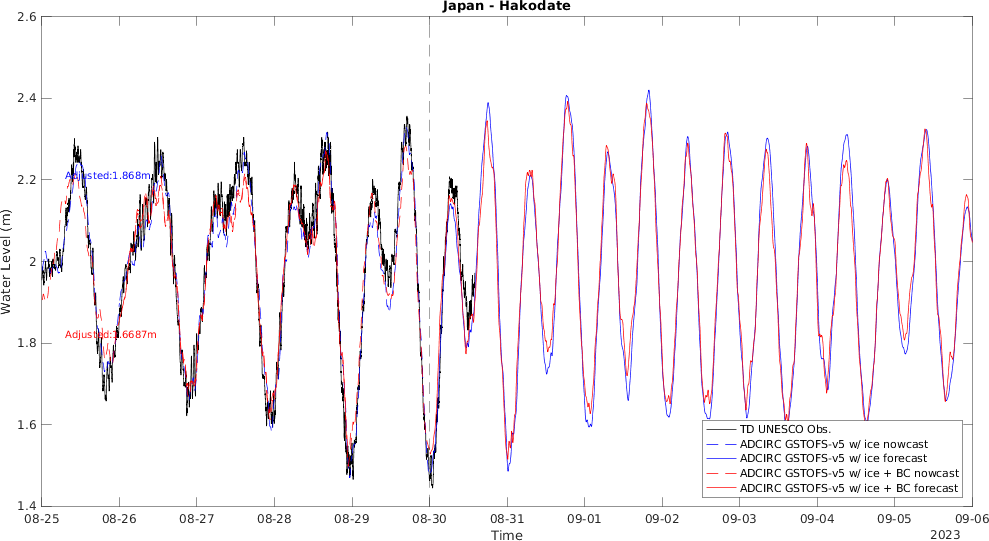 Japan - Hakodate
2.6
2.4
2.2
2
1.8
1.6
1.4
Water Level (m)
Adjusted:1.868m
Adjusted:1.6687m
TD UNESCO Obs.
ADCIRC GSTOFS-v5 w/ ice nowcast
ADCIRC GSTOFS-v5 w/ ice forecast
ADCIRC GSTOFS-v5 w/ ice + BC nowcast
ADCIRC GSTOFS-v5 w/ ice + BC forecast
08-25 08-26 08-27 08-28 08-29 08-30 08-31 09-01 09-02 09-03 09-04 09-05 09-06
Time
2023